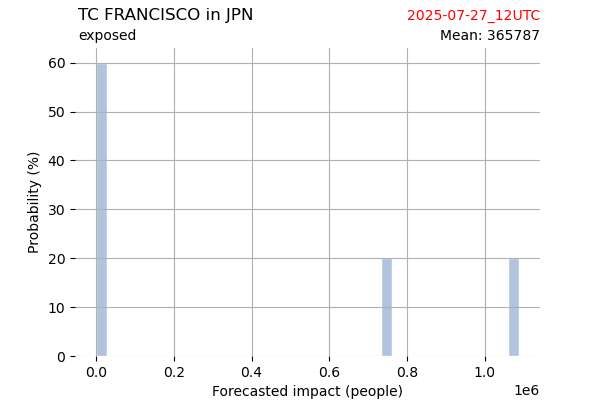 TC FRANCISCO in JPN
2025-07-27_12UTC
exposed
Mean: 365787
60
50
40
30
20
10
0
Probability (%)
0.0 0.2 0.4 0.6 0.8 1.0
1e6
Forecasted impact (people)